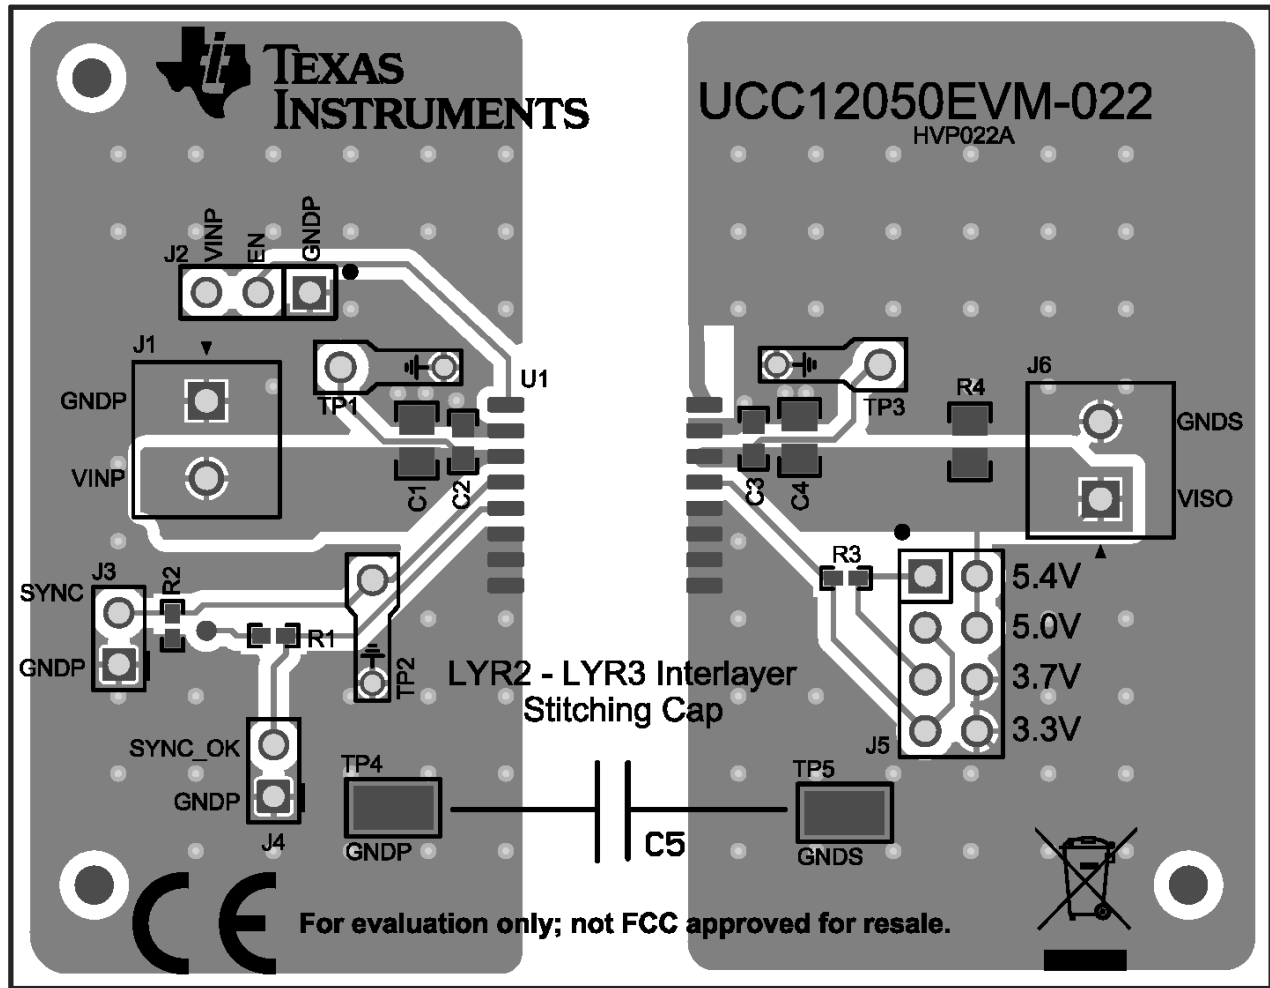 TEXAS
INSTRUMENTS
UCC12050EVM-022
HVP022A
J2
VINP
EN
GNDP
J1
GNDP
VINP
TP1
U1
C1
C2
TP3
C3
C4
R4
J6
GNDS
VISO
J3
SYNC
GNDP
R2
R1
TP2
R3
5.4V
5.0V
3.7V
3.3V
J5
LYR2 - LYR3 Interlayer
Stitching Cap
SYNC_OK
GNDP
J4
TP4
GNDP
C5
TP5
GNDS
CE
For evaluation only; not FCC approved for resale.